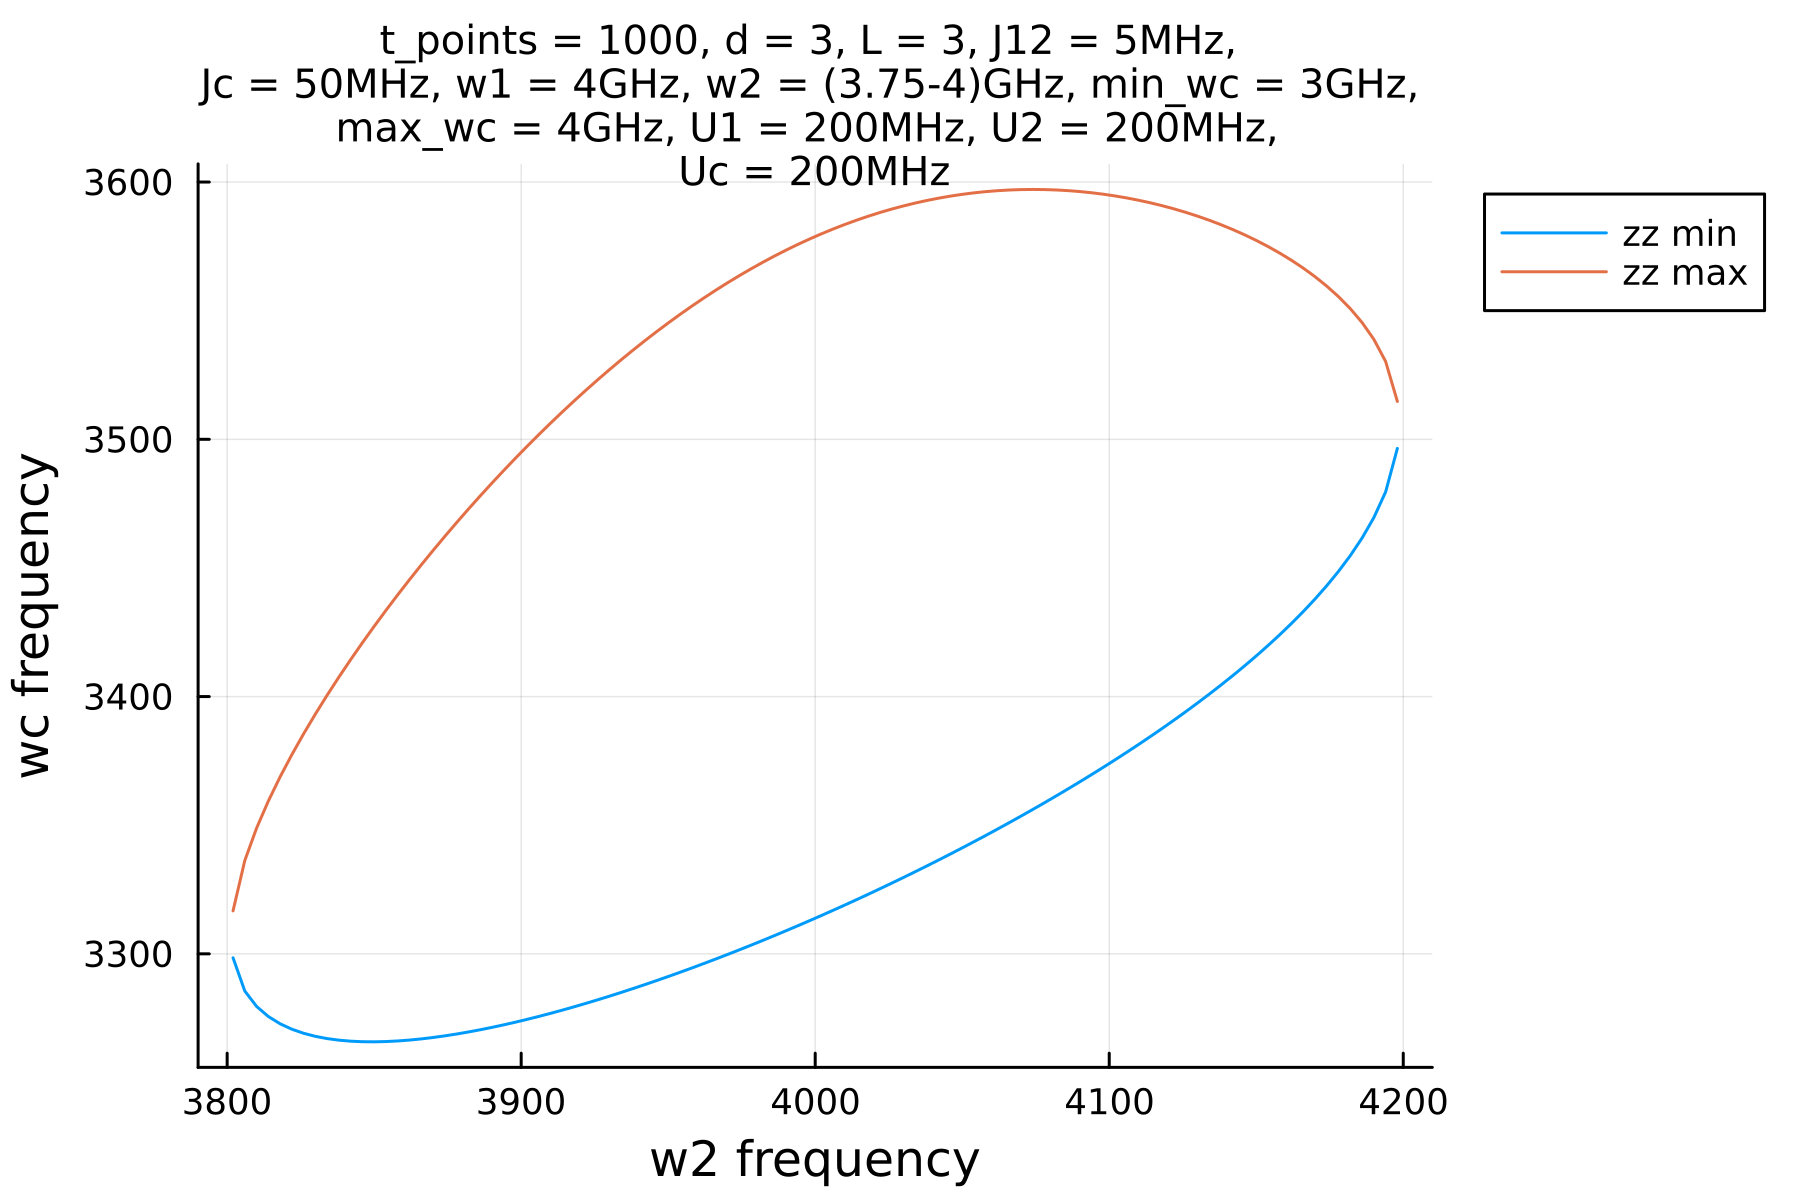 t_points = 1000, d = 3, L = 3, J12 = 5MHz,
Jc = 50MHz, w1 = 4GHz, w2 = (3.75-4)GHz, min_wc = 3GHz,
max_wc = 4GHz, U1 = 200MHz, U2 = 200MHz,
Uc = 200MHz
zz min
zz max
wc frequency
3600
3500
3400
3300
3800 3900 4000 4100 4200
w2 frequency